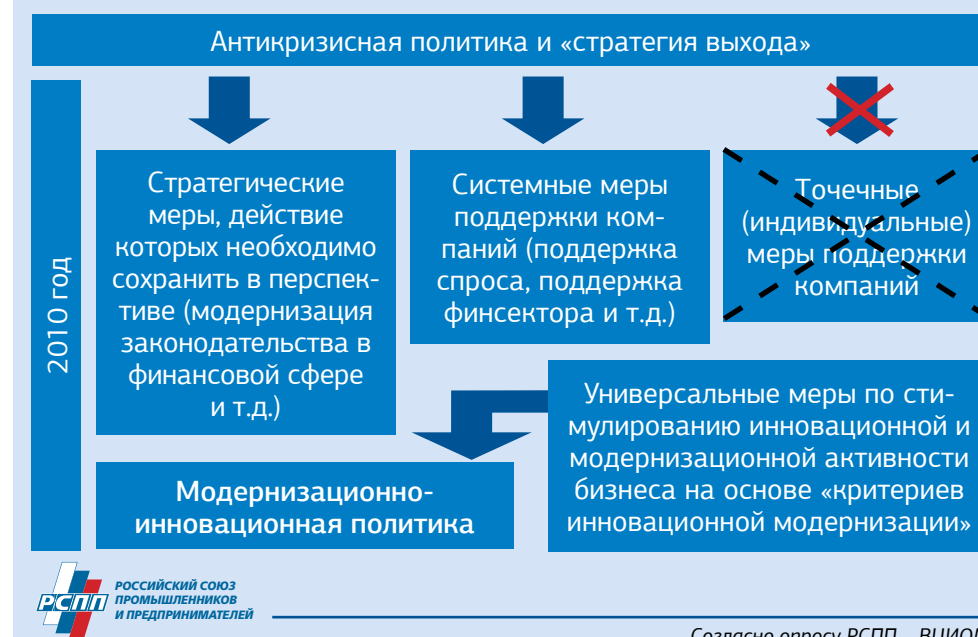 Антикризисная политика и «стратегия выхода»
2010 год
Стратегические
меры, действие
которых необходимо
сохранить в перспек-
тиве (модернизация
законодательства в
финансовой сфере
и т.д.)
Системные меры
поддержки ком-
паний (поддержка
спроса, поддержка
финсектора и т.д.)
Точечные
(индивидуальные)
меры поддержки
компаний
Универсальные меры по сти-
мулированию инновационной и
модернизационной активности
бизнеса на основе «критериев
инновационной модернизации»
Модернизационно-
инновационная политика
РСПП
РОССИЙСКИЙ СОЮЗ
ПРОМЫШЛЕННИКОВ
И ПРЕДПРИНИМАТЕЛЕЙ
Согласно опросу РСПП – ВЦИОМ